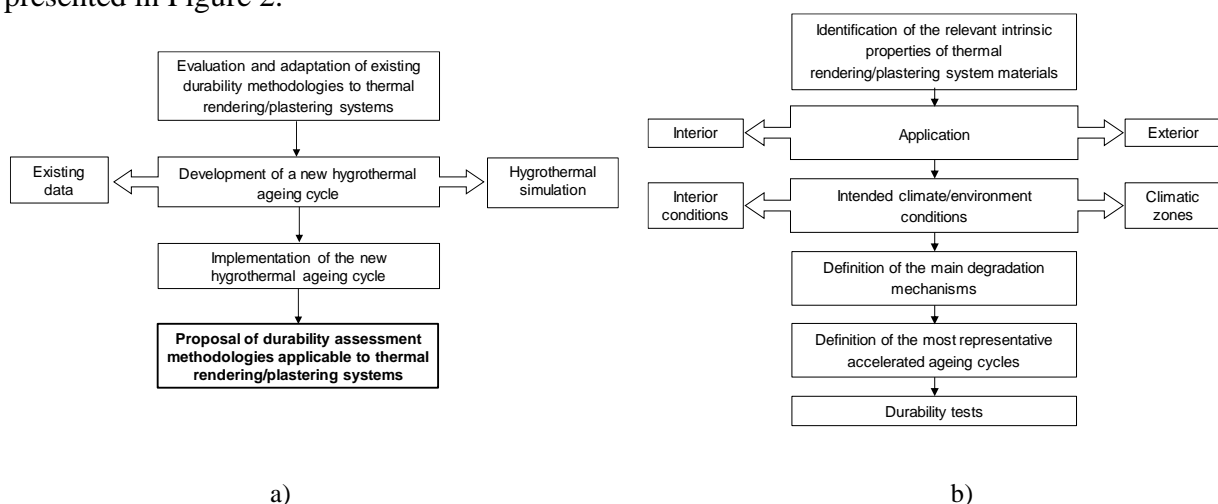 presented in Figure 2.
Evaluation and adaptation of existing
durability methodologies to thermal
rendering/plastering systems
Existing
data
Development of a new hygrothermal
ageing cycle
Hygrothermal
simulation
Implementation of the new
hygrothermal ageing cycle
Proposal of durability assessment
methodologies applicable to thermal
rendering/plastering systems
a)
Identification of the relevant intrinsic
properties of thermal
rendering/plastering system materials
Interior
Application
Exterior
Interior
conditions
Intended climate/environment
conditions
Climatic
zones
Definition of the main degradation
mechanisms
Definition of the most representative
accelerated ageing cycles
Durability tests
b)